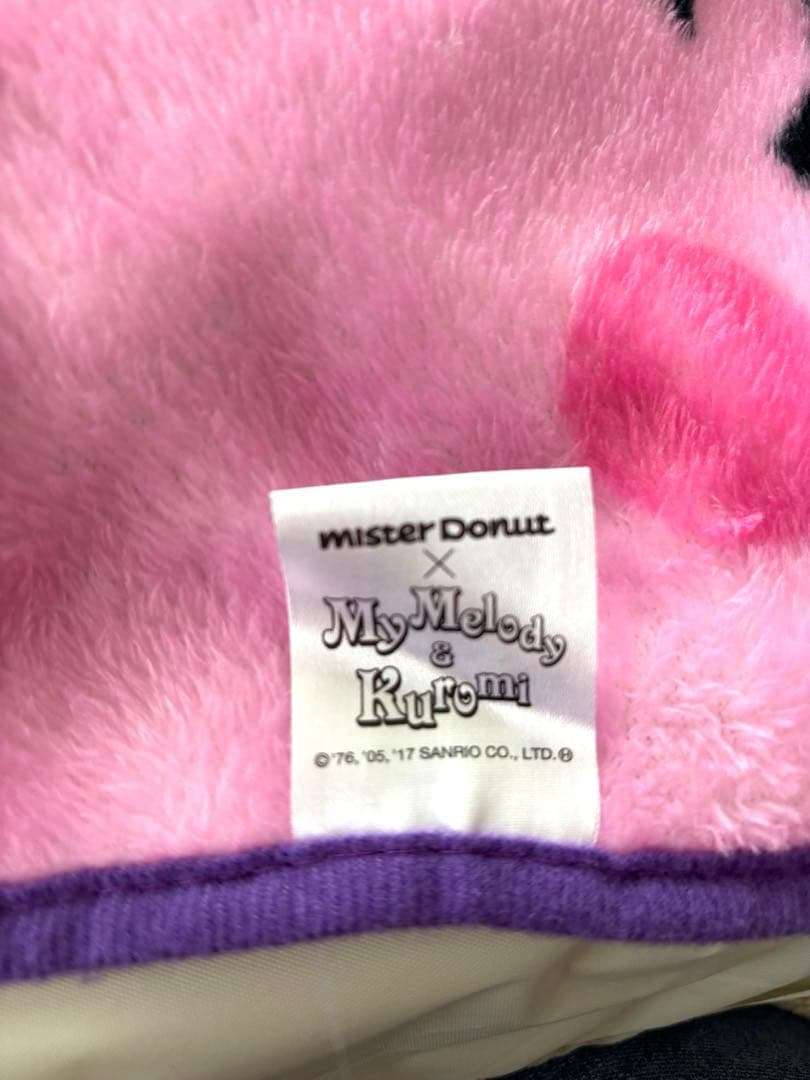 mister Donut
×
My Melody
&
Kuromi
©'76, '05, '17 SANRIO CO., LTD.Ⓗ